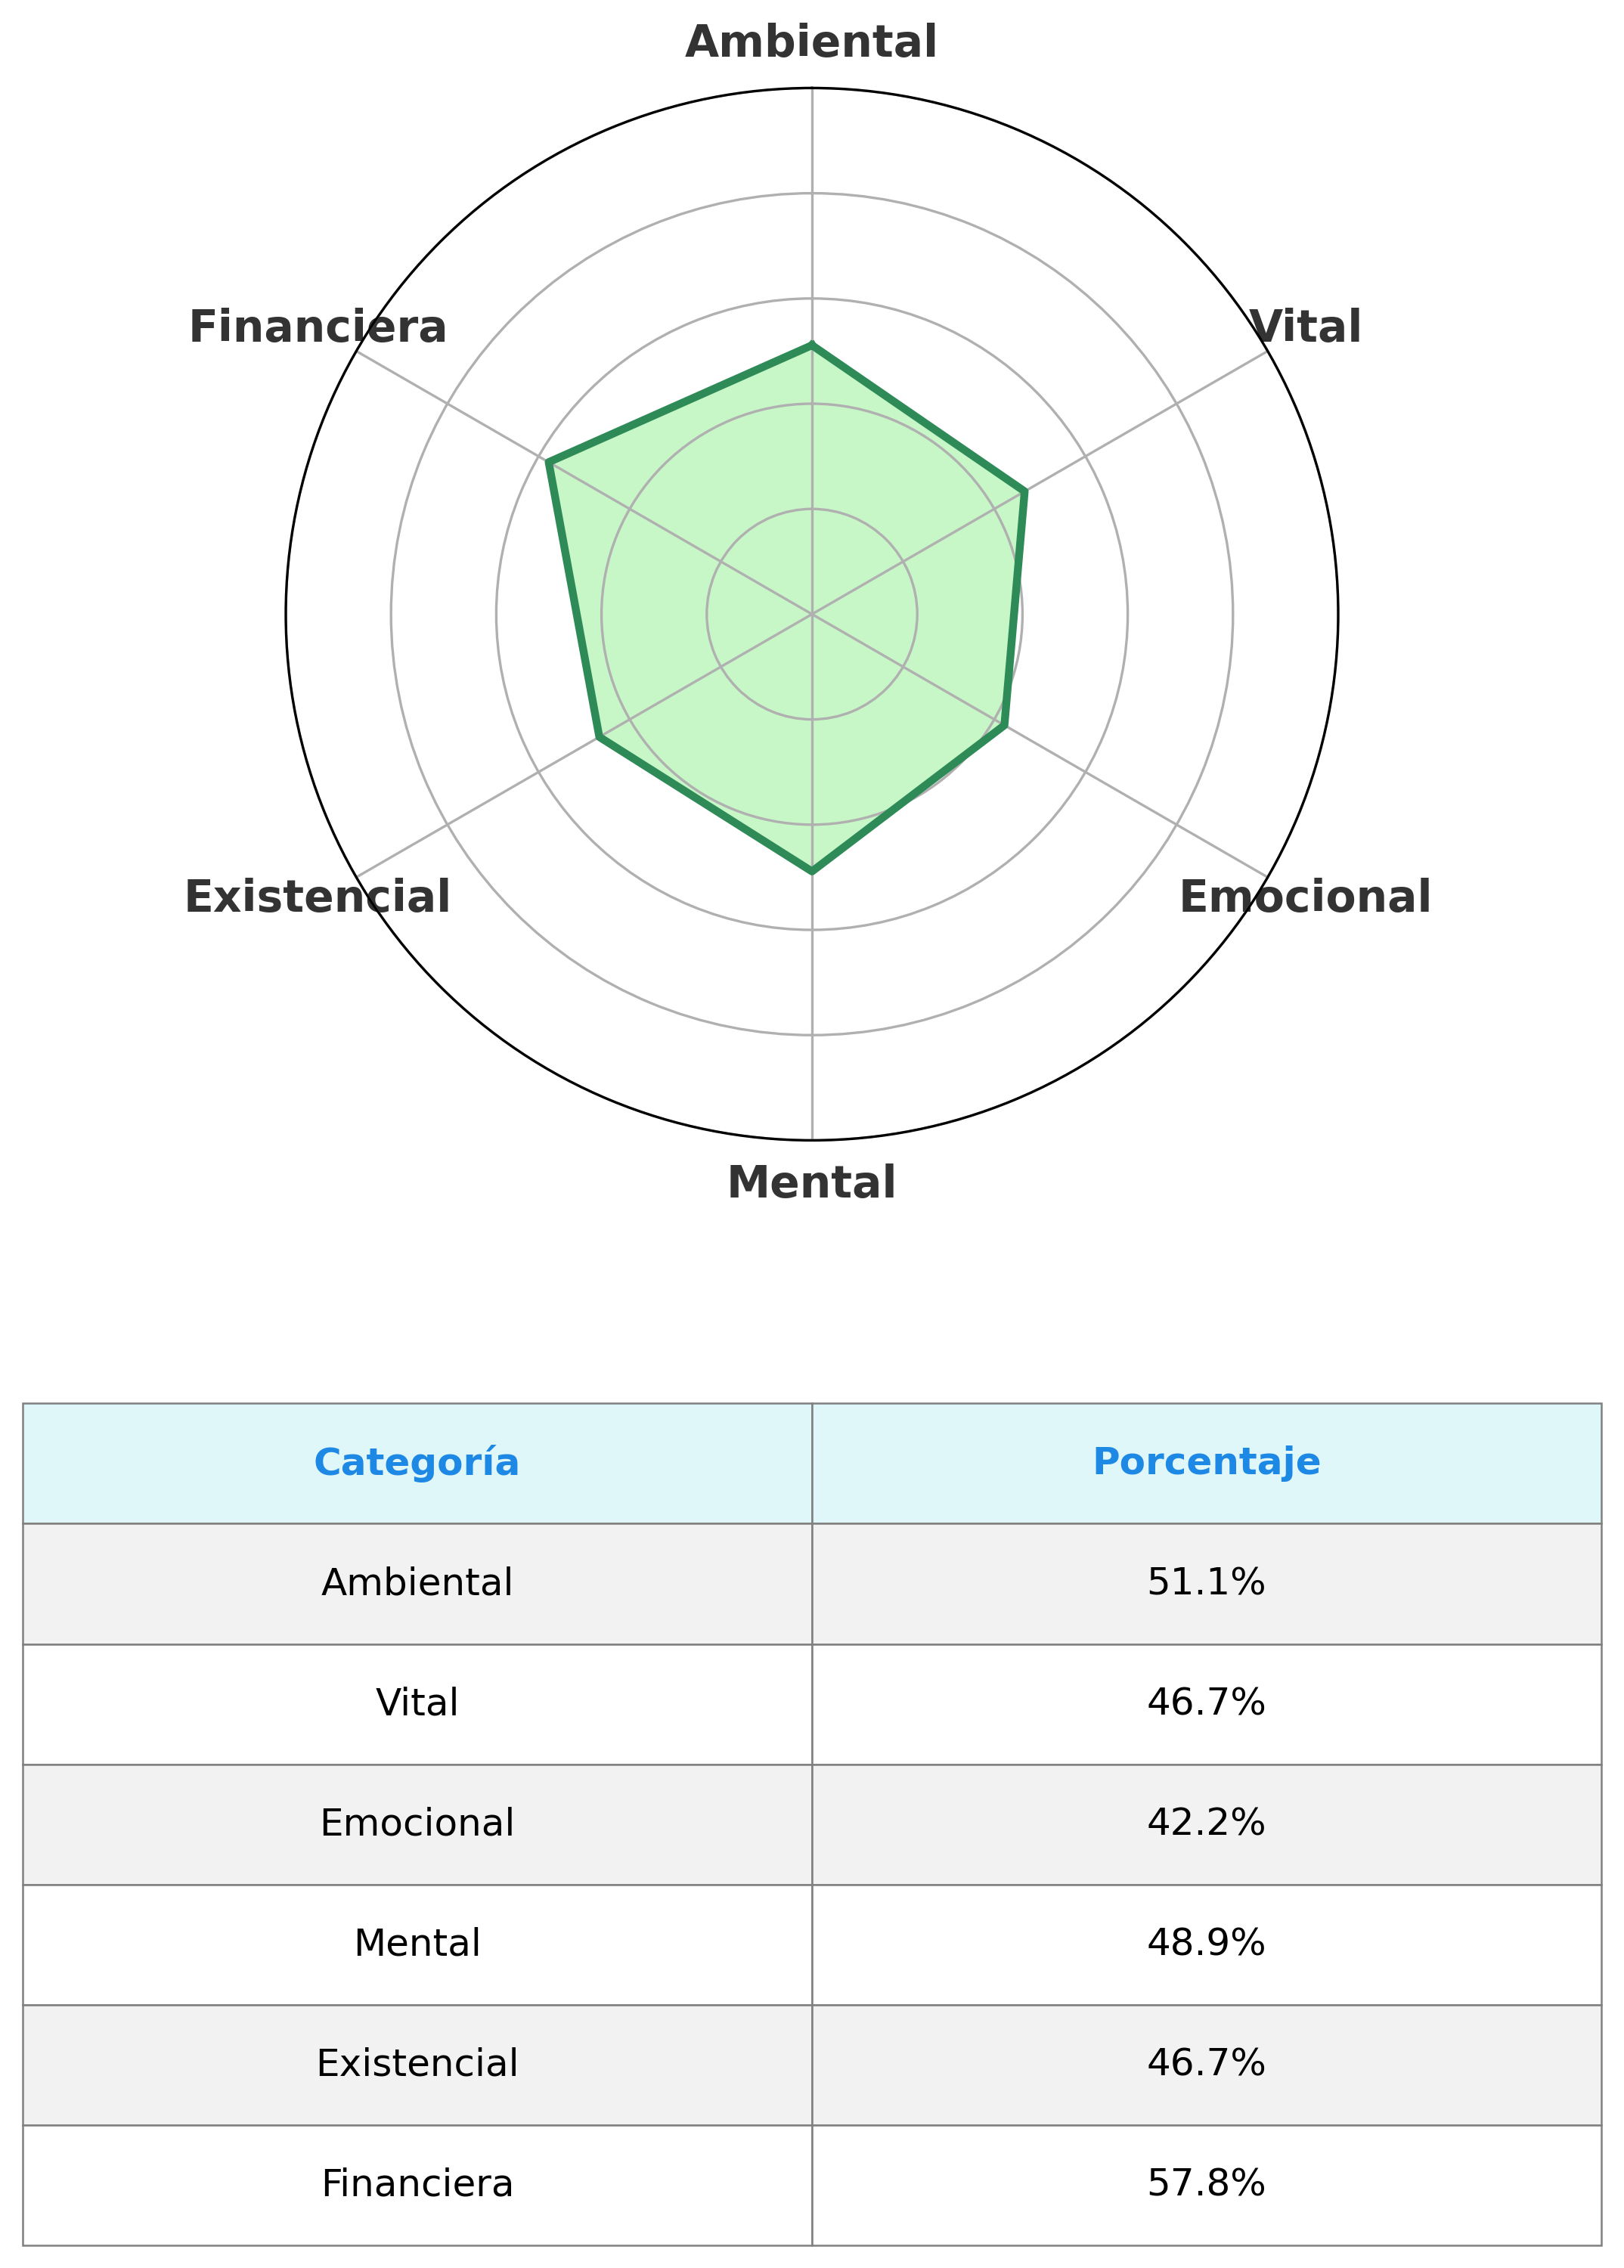 Ambiental
Financiera
Vital
Existencial
Emocional
Mental
Categoría Porcentaje
Ambiental 51.1%
Vital 46.7%
Emocional 42.2%
Mental 48.9%
Existencial 46.7%
Financiera 57.8%